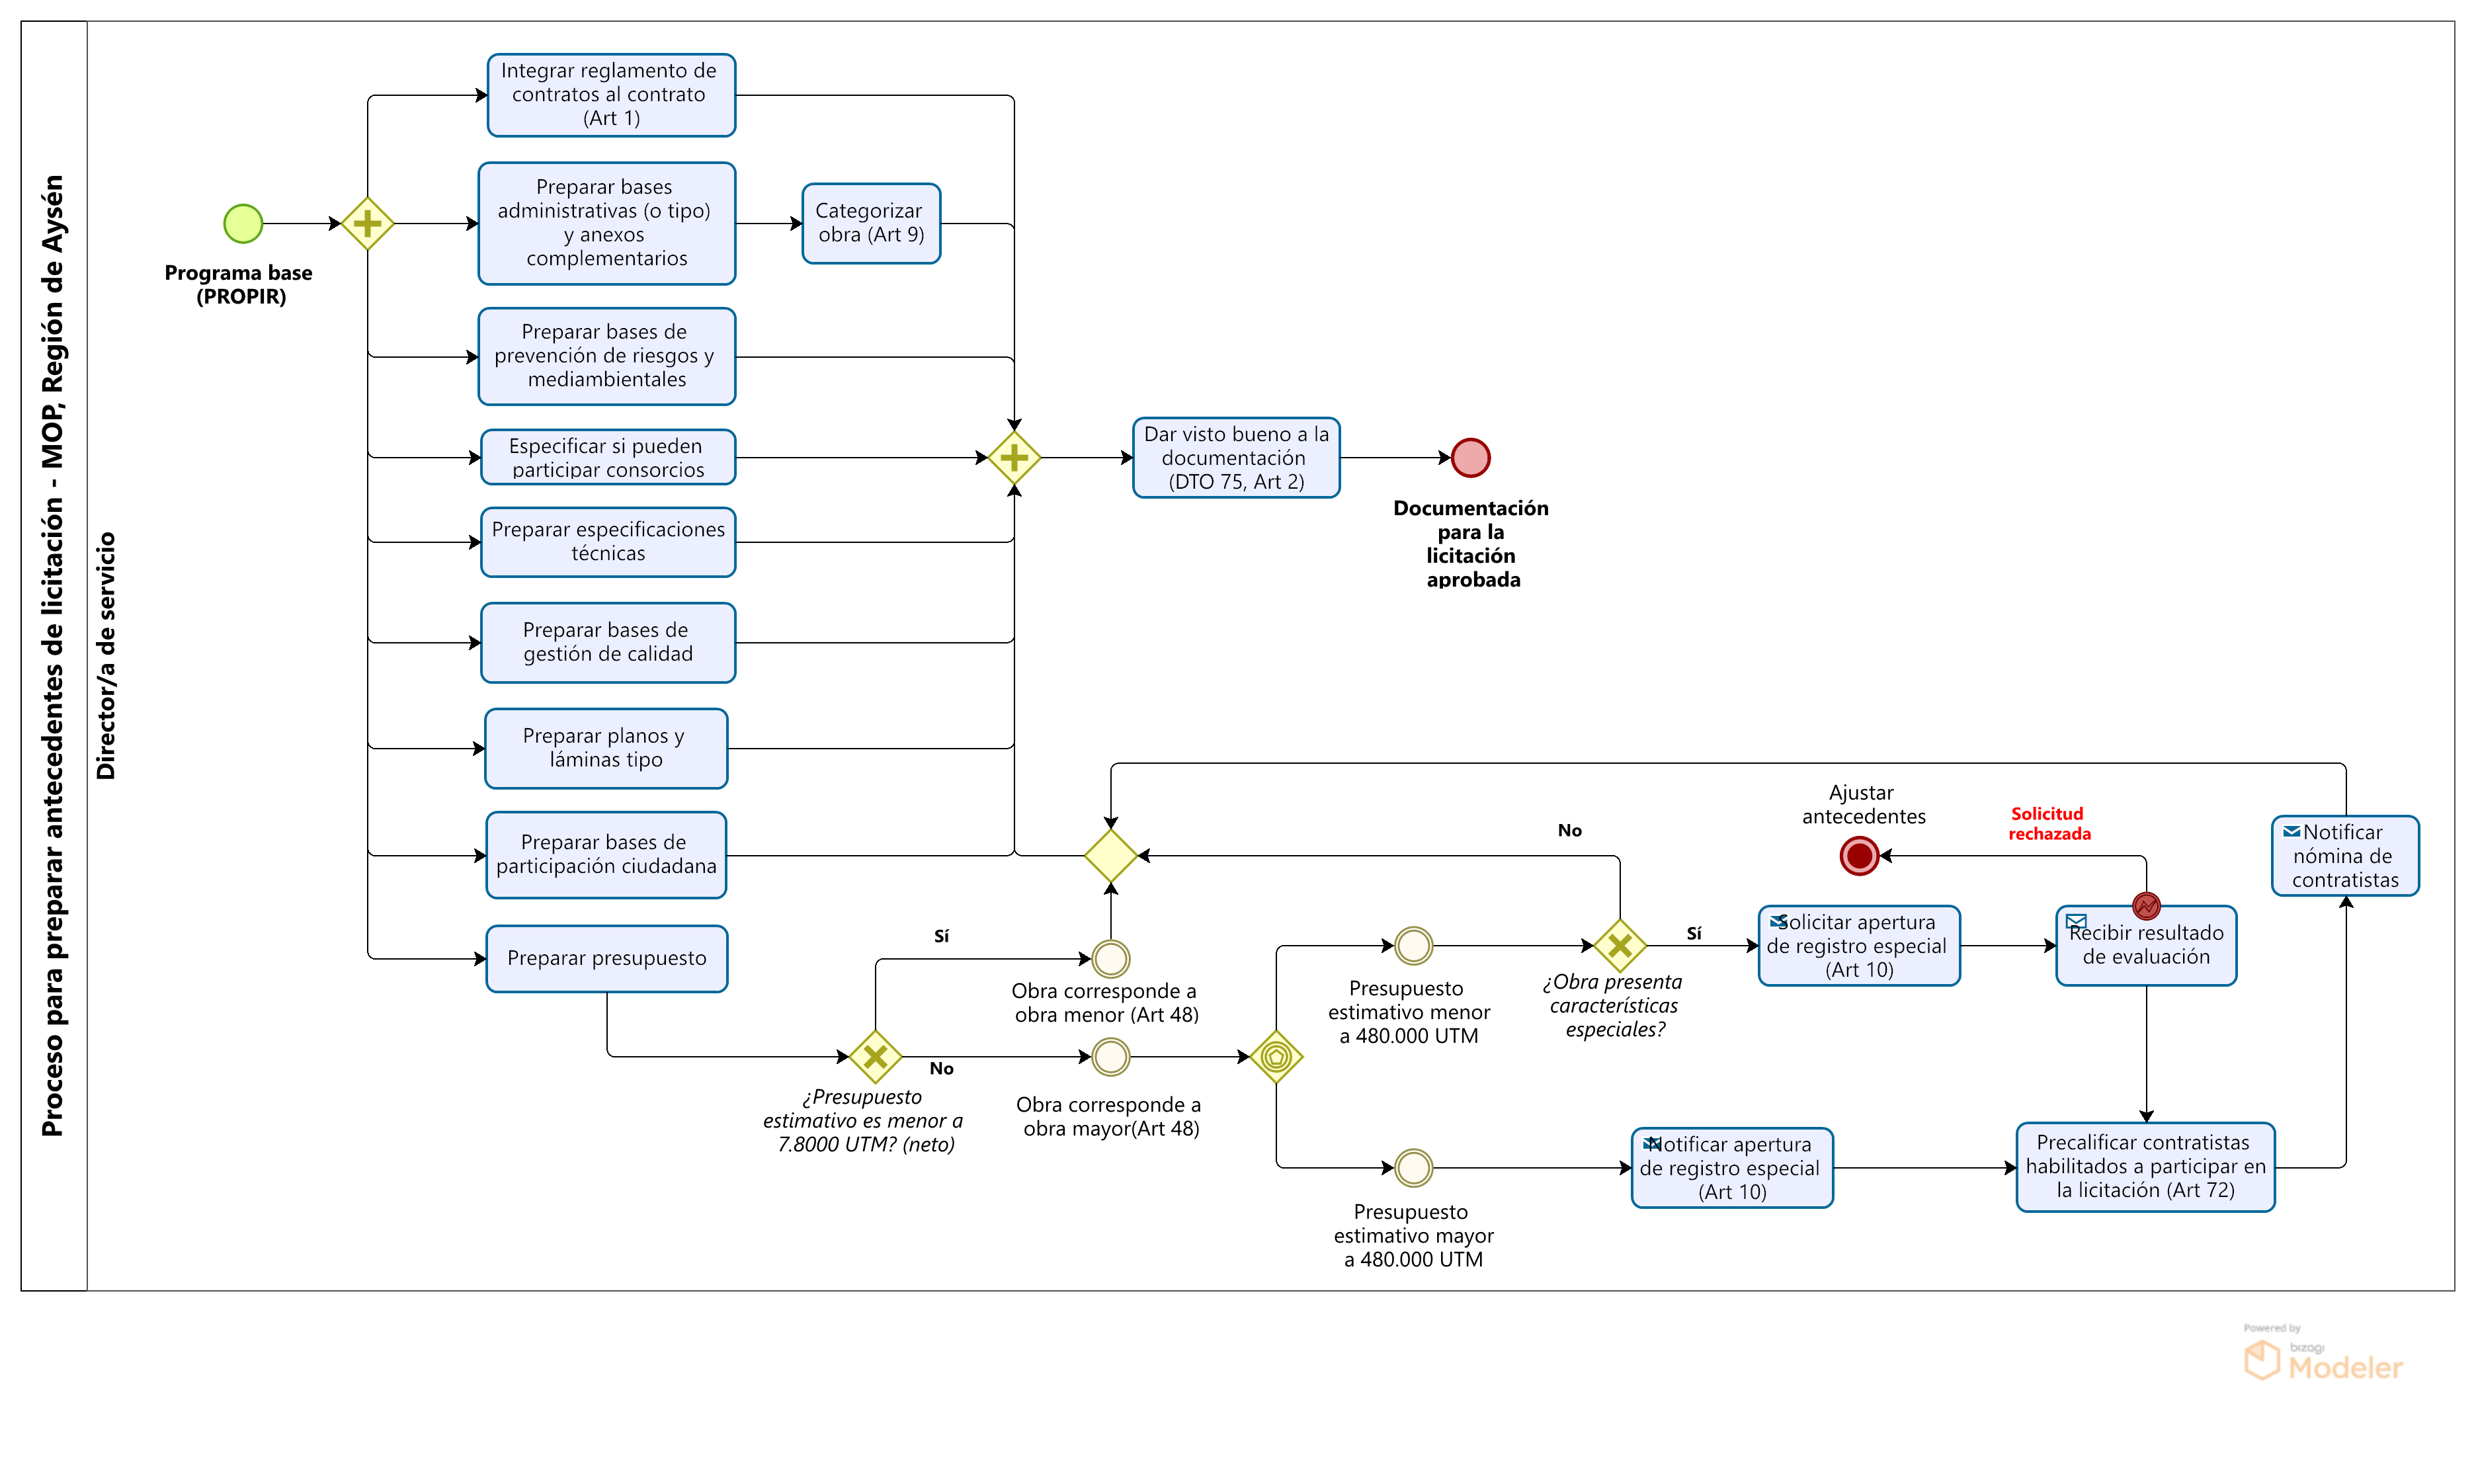 Proceso para preparar antecedentes de licitación - MOP, Región de Aysén
Director/a de servicio
Programa base
(PROPIR)
Integrar reglamento de
contratos al contrato
(Art 1)
Preparar bases
administrativas (o tipo)
y anexos
complementarios
Categorizar
obra (Art 9)
Preparar bases de
prevención de riesgos y
mediambientales
Especificar si pueden
participar consorcios
Preparar especificaciones
técnicas
Preparar bases de
gestión de calidad
Preparar planos y
láminas tipo
Preparar bases de
participación ciudadana
Preparar presupuesto
Dar visto bueno a la
documentación
(DTO 75, Art 2)
Documentación
para la
licitación
aprobada
¿Presupuesto
estimativo es menor a
7.8000 UTM? (neto)
Sí
No
Obra corresponde a
obra menor (Art 48)
Obra corresponde a
obra mayor(Art 48)
Presupuesto
estimativo menor
a 480.000 UTM
Presupuesto
estimativo mayor
a 480.000 UTM
¿Obra presenta
características
especiales?
No
Sí
Solicitar apertura
de registro especial
(Art 10)
Recibir resultado
de evaluación
Solicitud
rechazada
Ajustar
antecedentes
Notificar apertura
de registro especial
(Art 10)
Precalificar contratistas
habilitados a participar en
la licitación (Art 72)
Notificar
nómina de
contratistas
Powered by
bizagi
Modeler